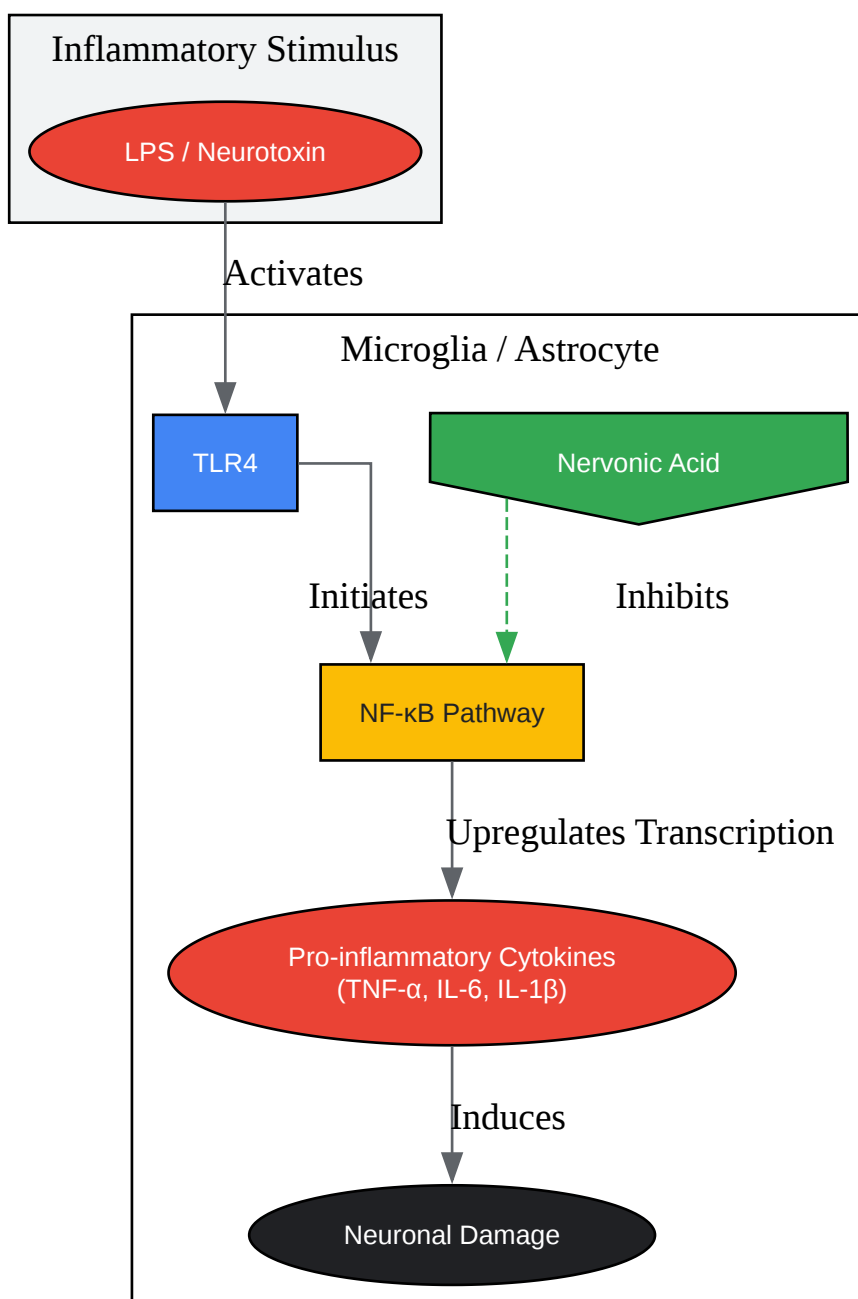 Inflammatory Stimulus
LPS / Neurotoxin
Activates
Microglia / Astrocyte
TLR4
Nervonic Acid
Initiates
Inhibits
NF-κB Pathway
Upregulates Transcription
Pro-inflammatory Cytokines
(TNF-α, IL-6, IL-1β)
Induces
Neuronal Damage